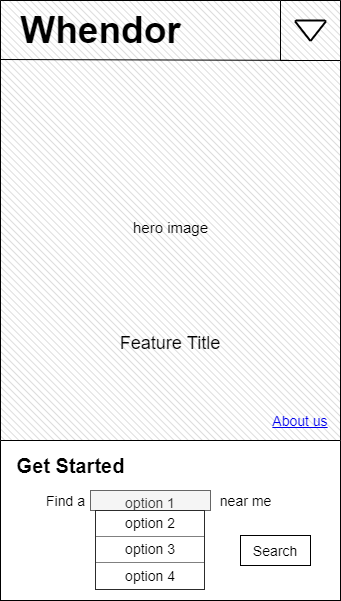 Whendor
hero image
Feature Title
About us
Get Started
Find a option 1 near me
option 2
option 3
Search
option 4